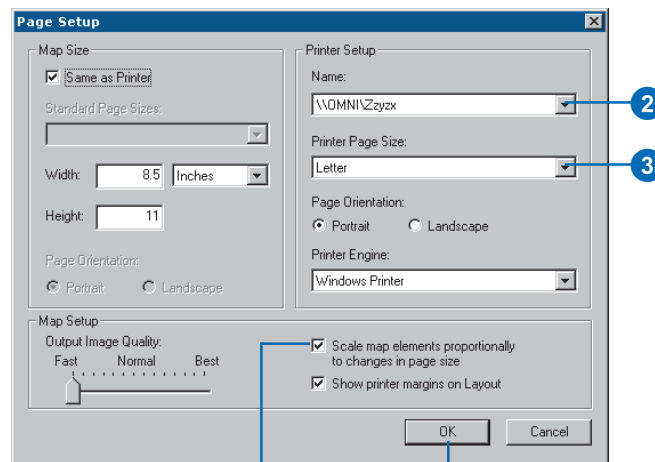 Page Setup
Map Size
Same as Printer
Standard Page Sizes:
Width: 8.5 Inches
Height: 11
Page Orientation:
Portrait Landscape
Printer Setup
Name:
\\OMNI\Zzyzx
2
Printer Page Size:
Letter
3
Page Orientation:
Portrait Landscape
Printer Engine:
Windows Printer
Map Setup
Output Image Quality:
Fast Normal Best
Scale map elements proportionally
to changes in page size
Show printer margins on Layout
OK Cancel